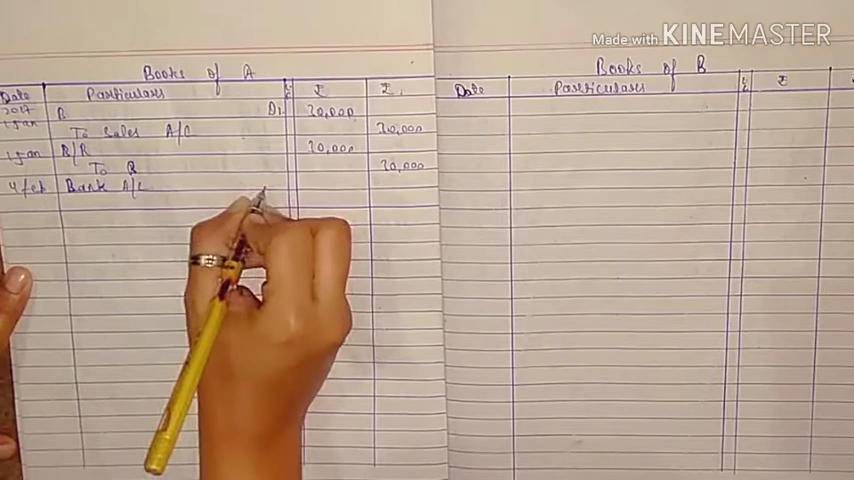 Made with KINEMASTER
Books of A
Date Particulars ₹ ₹
2017
1 Jan B Dr 20,000
To Sales A/C 20,000
1 Jan B/R 20,000
To B 20,000
4 feb Bank A/C
Books of B
Date Particulars ₹